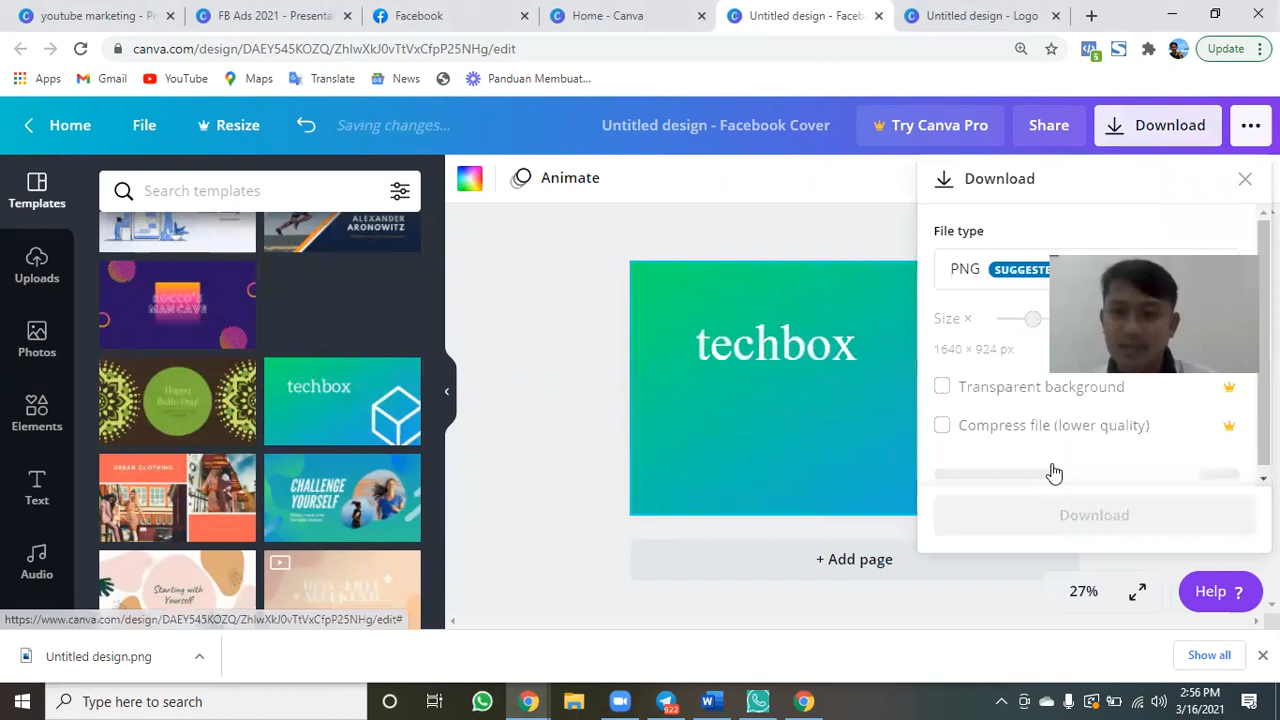 youtube marketing - Pr
FB Ads 2021 - Presenta
Facebook
Home - Canva
Untitled design - Faceb
Untitled design - Logo
canva.com/design/DAEY545KOZQ/ZhlwXkJ0vTtVxCfpP25NHg/edit
5
Update
Apps
Gmail
YouTube
Maps
Translate
News
Panduan Membuat...
Home
File
Resize
Saving changes...
Untitled design - Facebook Cover
Try Canva Pro
Share
Download
Templates
Search templates
Animate
Download
ALEXANDER
ARONOWITZ
File type
Uploads
PNG SUGGESTE
ROCCO'S
MAN CAVE
Size ×
techbox
Photos
1640 × 924 px
Happy
techbox
Transparent background
Elements
Compress file (lower quality)
URBAN CLOTHING
CHALLENGE
YOURSELF
Text
Download
+ Add page
Audio
Starting with
Yourself
27%
Help ?
https://www.canva.com/design/DAEY545KOZQ/ZhlwXkJ0vTtVxCfpP25NHg/edit#
Untitled design.png
Show all
Type here to search
922
2:56 PM
3/16/2021